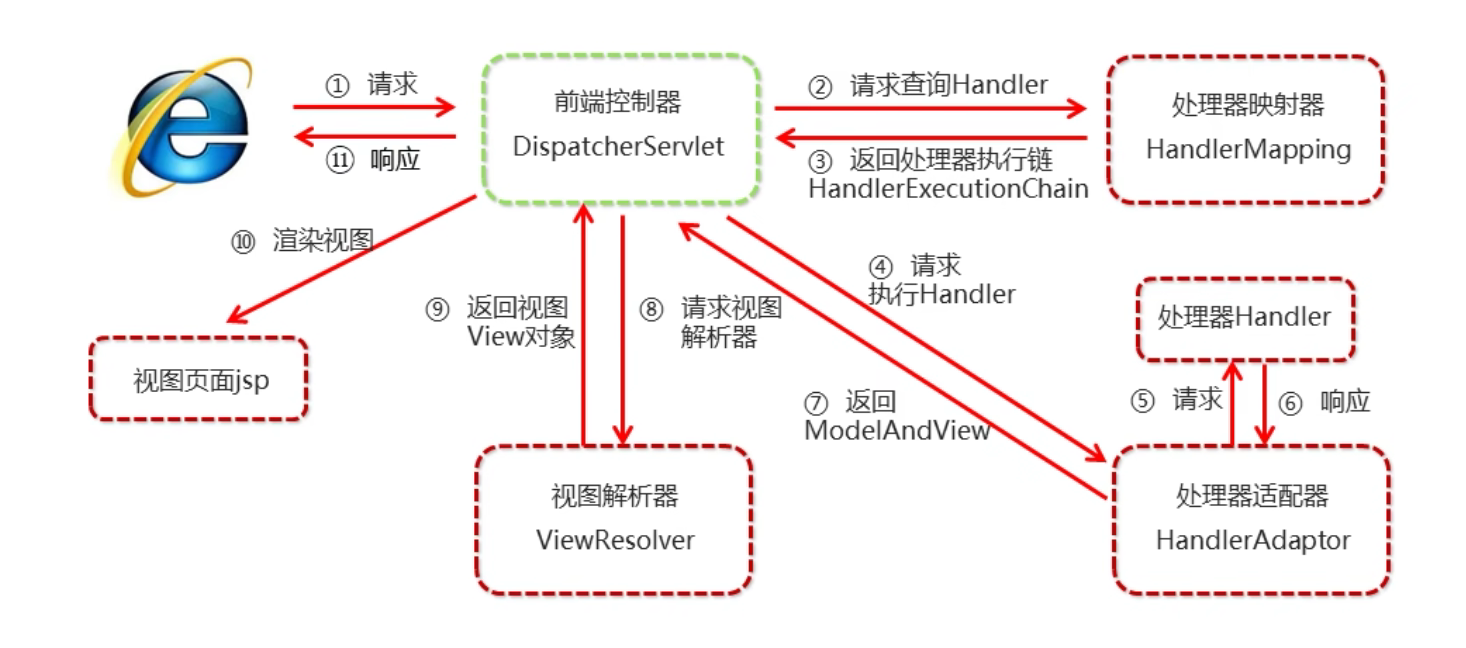 ① 请求
⑪ 响应
前端控制器
DispatcherServlet
② 请求查询Handler
③ 返回处理器执行链
HandlerExecutionChain
处理器映射器
HandlerMapping
⑩ 渲染视图
④ 请求
执行Handler
⑨ 返回视图
View对象
⑧ 请求视图
解析器
处理器Handler
视图页面jsp
⑦ 返回
ModelAndView
⑤ 请求
⑥ 响应
视图解析器
ViewResolver
处理器适配器
HandlerAdaptor